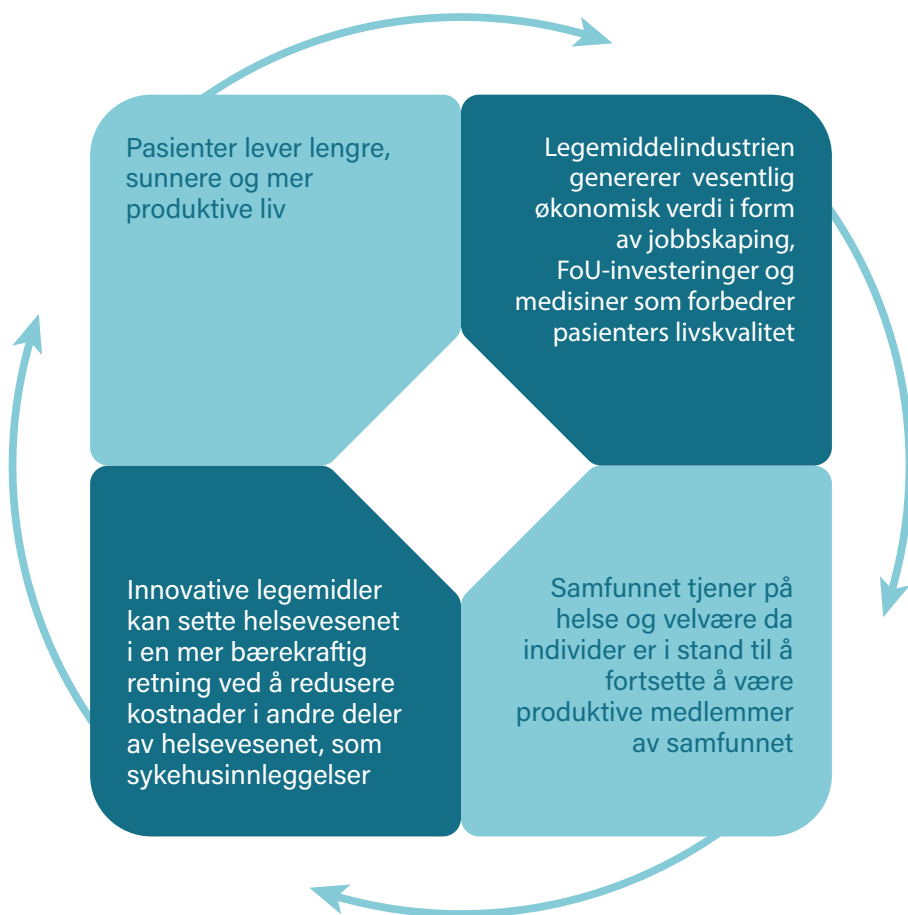 Pasienter lever lengre,
sunnere og mer
produktive liv
Legemiddelindustrien
genererer vesentlig
økonomisk verdi i form
av jobbskaping,
FoU-investeringer og
medisiner som forbedrer
pasienters livskvalitet
Innovative legemidler
kan sette helsevesenet
i en mer bærekraftig
retning ved å redusere
kostnader i andre deler
av helsevesenet, som
sykehusinnleggelser
Samfunnet tjener på
helse og velvære da
individer er i stand til å
fortsette å være
produktive medlemmer
av samfunnet